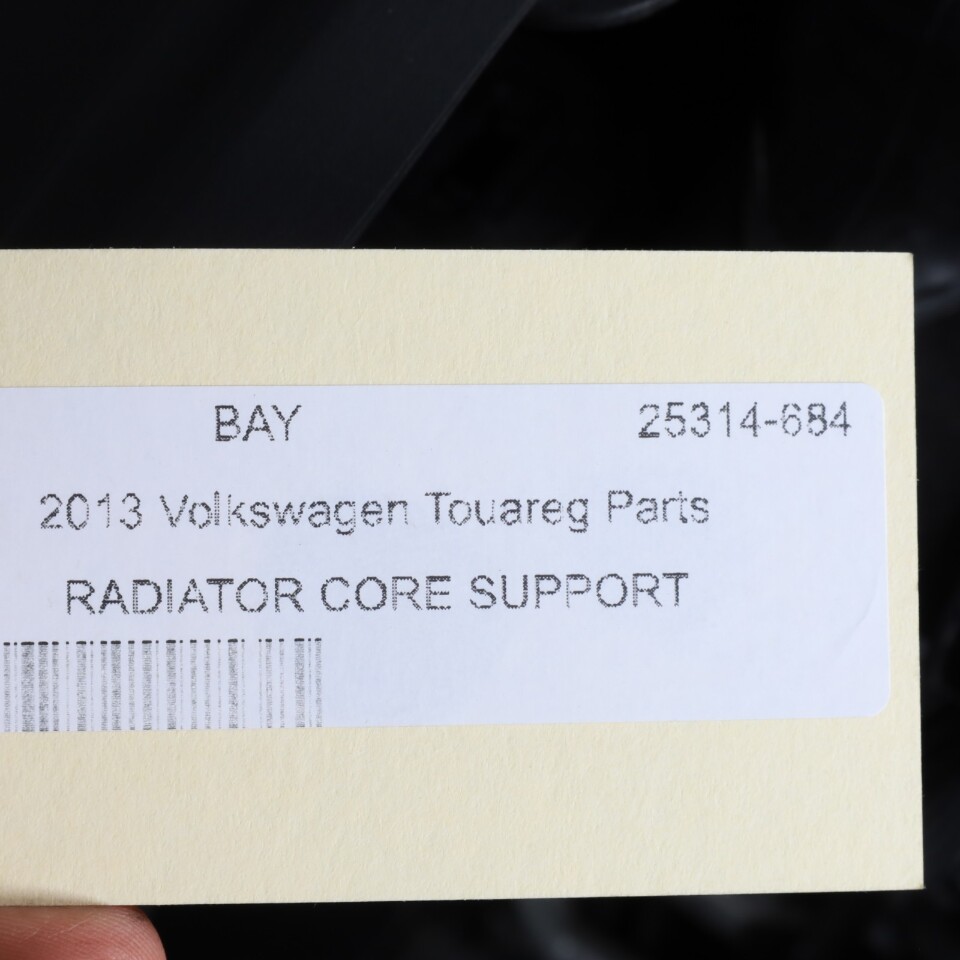 BAY 25314-684
2013 Volkswagen Touareg Parts
RADIATOR CORE SUPPORT